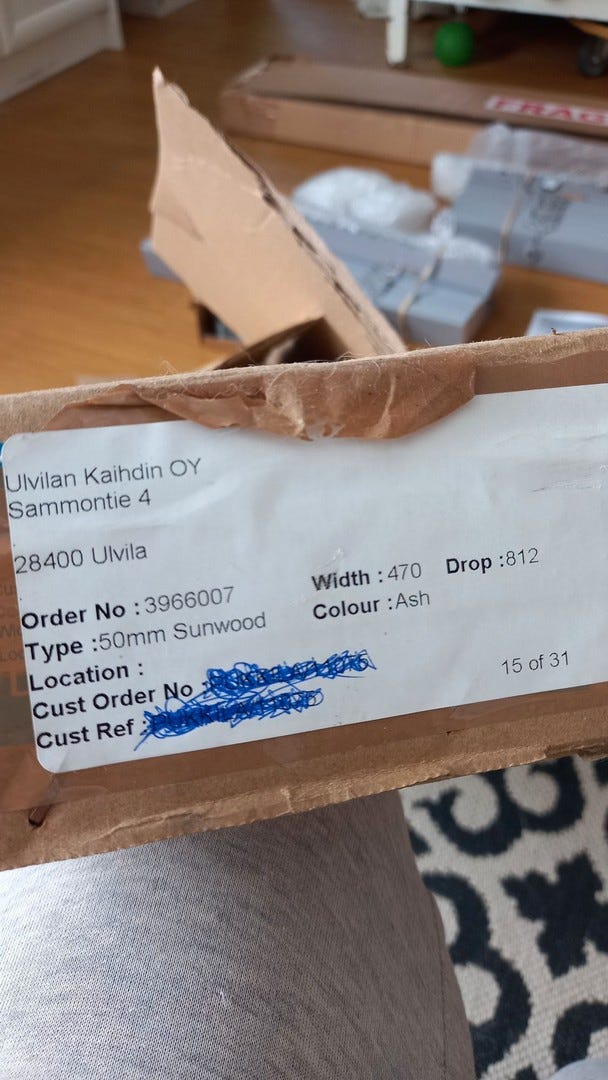 FRAG
Ulvilan Kaihdin OY
Sammontie 4
28400 Ulvila
Order No : 3966007
Width : 470 Drop :812
Type :50mm Sunwood
Colour :Ash
Location :
Cust Order No
15 of 31
Cust Ref :